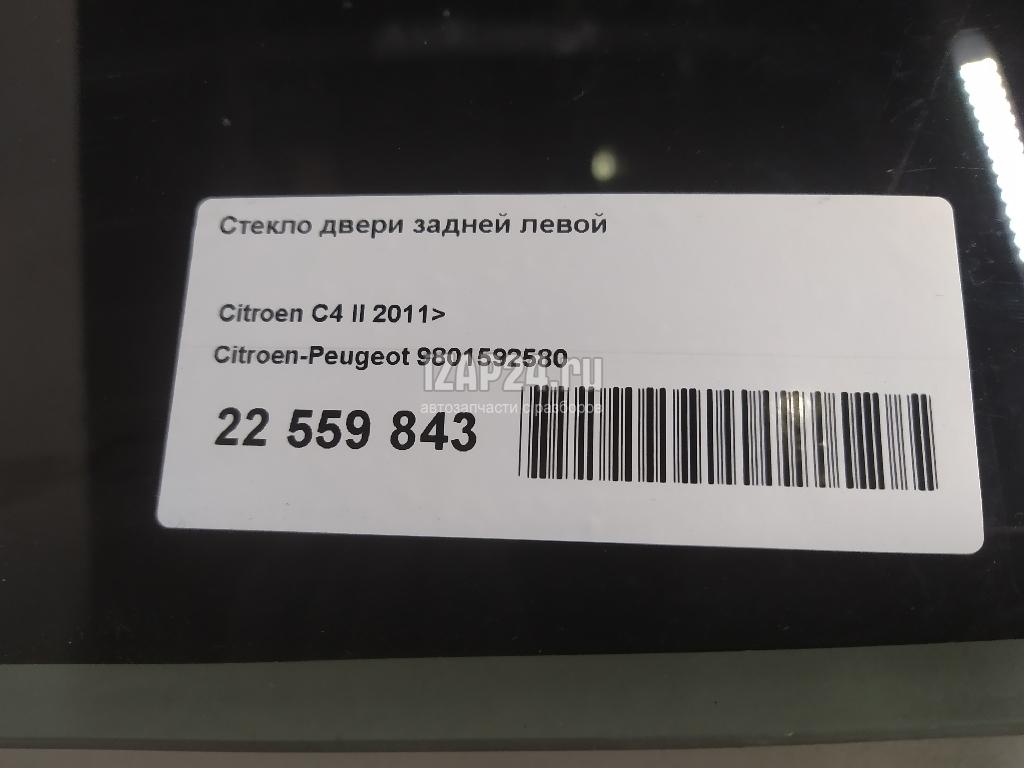 Стекло двери задней левой
Citroen C4 II 2011>
Citroen-Peugeot 9801592580
IZAP24.ru
автозапчасти с разборов
22 559 843